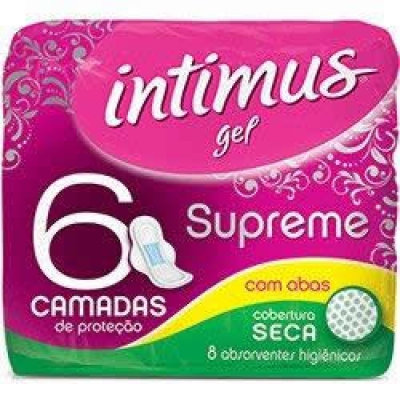 intimus
gel
6
CAMADAS
de proteção
Supreme
com abas
cobertura
SECA
8 absorventes higiênicos